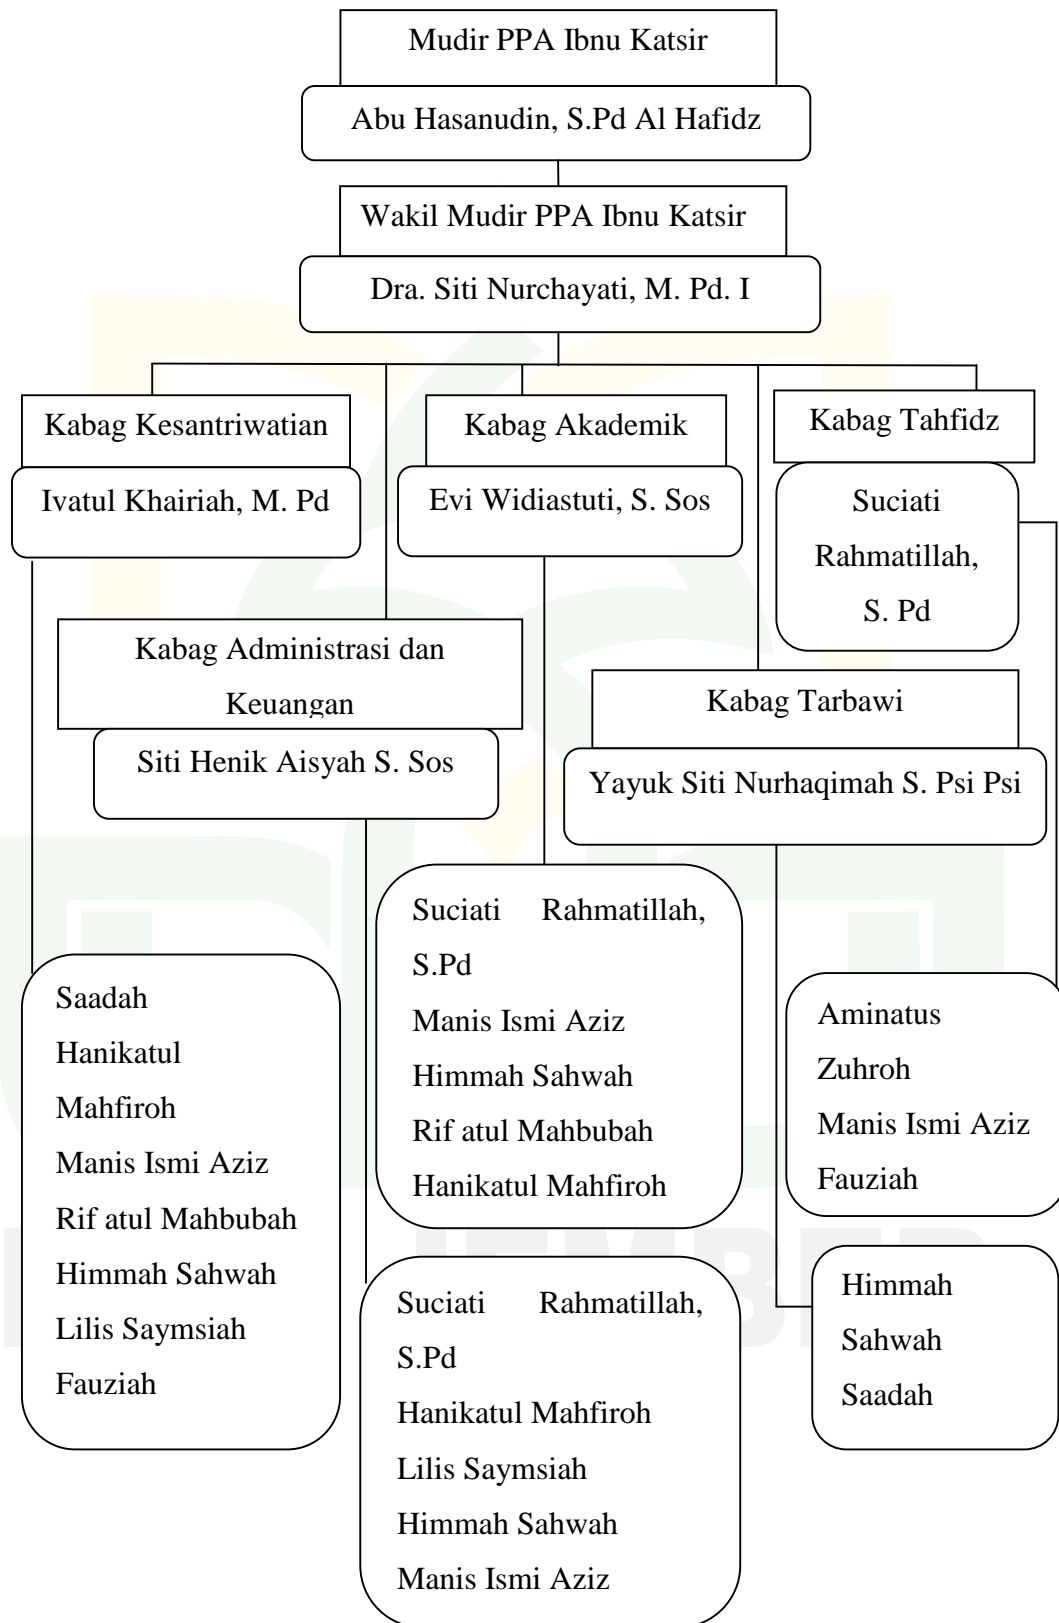 Mudir PPA Ibnu Katsir
Abu Hasanudin, S.Pd Al Hafidz
Wakil Mudir PPA Ibnu Katsir
Dra. Siti Nurchayati, M. Pd. I
Kabag Kesantriwatian
Ivatul Khairiah, M. Pd
Kabag Akademik
Evi Widiastuti, S. Sos
Kabag Tahfidz
Suciati
Rahmatillah,
S. Pd
Kabag Administrasi dan
Keuangan
Siti Henik Aisyah S. Sos
Kabag Tarbawi
Yayuk Siti Nurhaqimah S. Psi Psi
Saadah
Hanikatul
Mahfiroh
Manis Ismi Aziz
Rif atul Mahbubah
Himmah Sahwah
Lilis Saymsiah
Fauziah
Suciati Rahmatillah,
S.Pd
Manis Ismi Aziz
Himmah Sahwah
Rif atul Mahbubah
Hanikatul Mahfiroh
Aminatus
Zuhroh
Manis Ismi Aziz
Fauziah
Suciati Rahmatillah,
S.Pd
Hanikatul Mahfiroh
Lilis Saymsiah
Himmah Sahwah
Manis Ismi Aziz
Himmah
Sahwah
Saadah